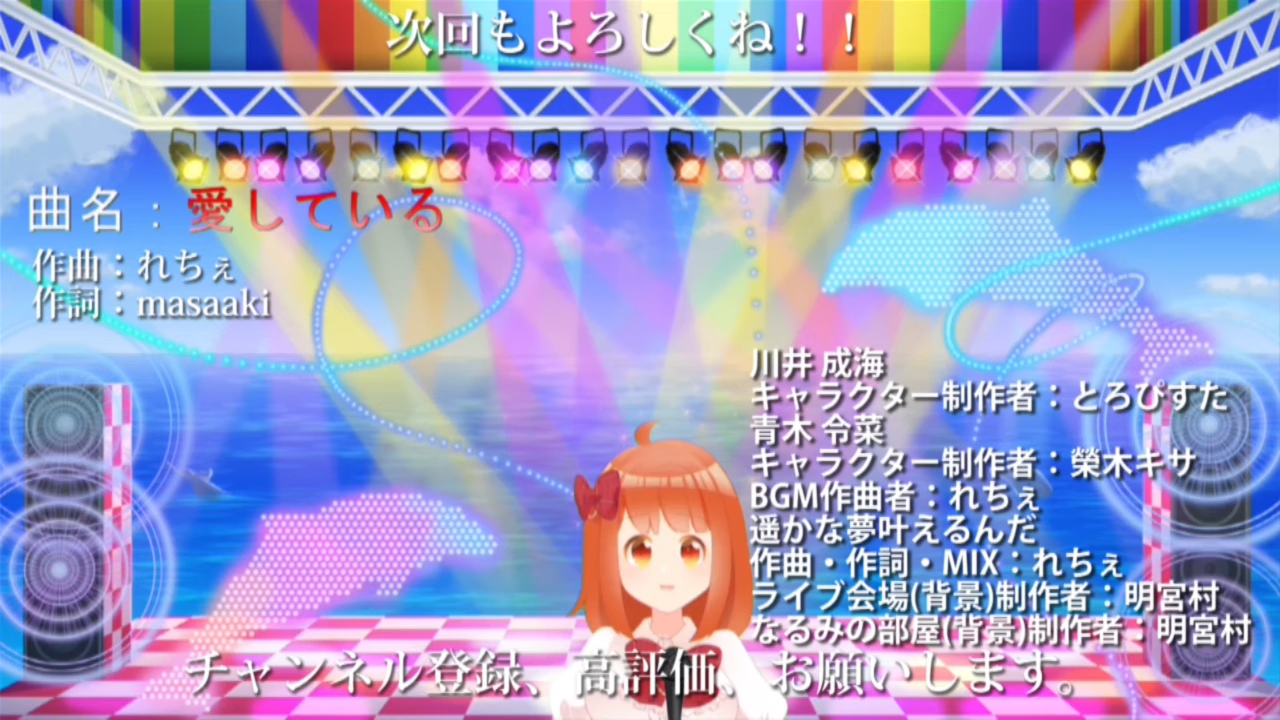 次回もよろしくね！！
曲名：愛している
作曲：れちぇ
作詞：masaaki
川井 成海
キャラクター制作者：とろぴすた
青木 令菜
キャラクター制作者：榮木キサ
BGM作曲者：れちぇ
遥かな夢叶えるんだ
作曲・作詞・MIX：れちぇ
ライブ会場(背景)制作者：明宮村
なるみの部屋(背景)制作者：明宮村
チャンネル登録、高評価、お願いします。